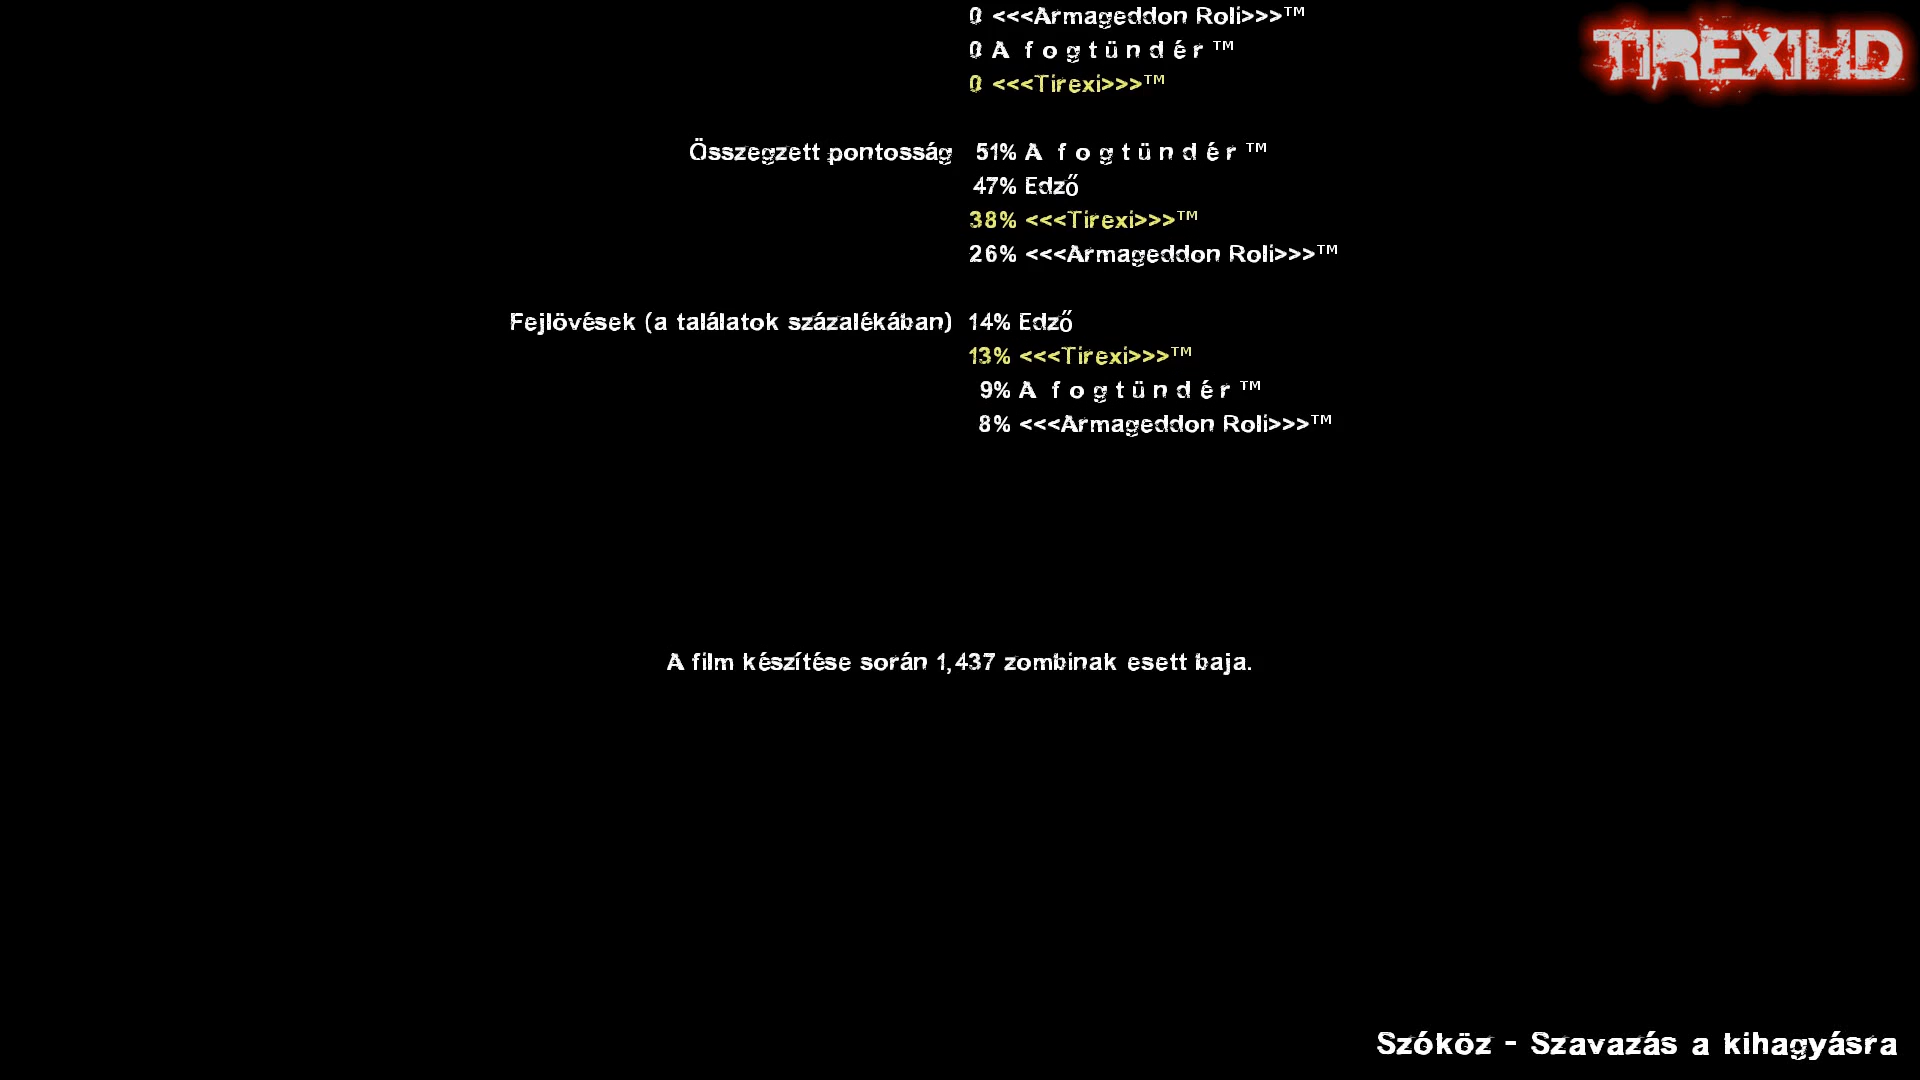 0 <<<Armageddon Roli>>>™
TIREXIHD
0 A f o g t ü n d é r ™
0 <<<Tirexi>>>™
Összegzett pontosság 51% A f o g t ü n d é r ™
47% Edző
38% <<<Tirexi>>>™
26% <<<Armageddon Roli>>>™
Fejlövések (a találatok százalékában) 14% Edző
13% <<<Tirexi>>>™
9% A f o g t ü n d é r ™
8% <<<Armageddon Roli>>>™
A film készítése során 1,437 zombinak esett baja.
Szóköz - Szavazás a kihagyásra